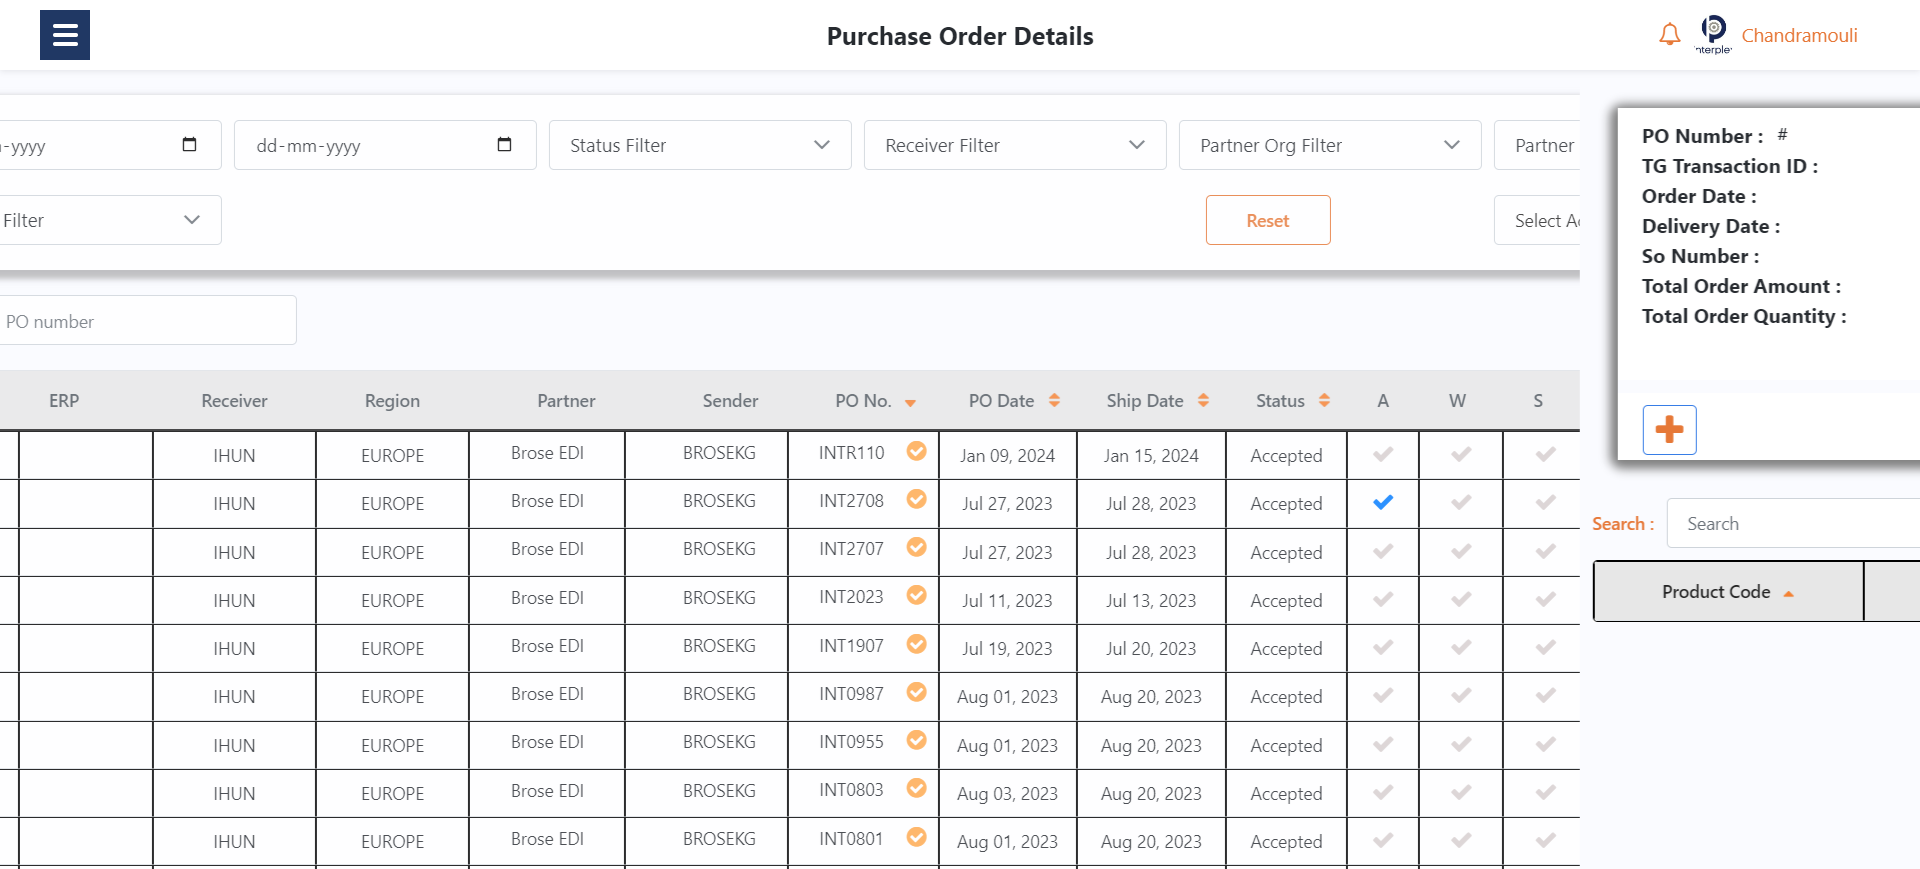 Purchase Order Details
nterple
Chandramouli
-yyyy
dd-mm-yyyy
Status Filter
Receiver Filter
Partner Org Filter
Partner
Filter
Reset
Select A
PO number
PO Number : #
TG Transaction ID :
Order Date :
Delivery Date :
So Number :
Total Order Amount :
Total Order Quantity :
Search : Search
Product Code
ERP Receiver Region Partner Sender PO No. PO Date Ship Date Status A W S
IHUN EUROPE Brose EDI BROSEKG INTR110 Jan 09, 2024 Jan 15, 2024 Accepted
IHUN EUROPE Brose EDI BROSEKG INT2708 Jul 27, 2023 Jul 28, 2023 Accepted
IHUN EUROPE Brose EDI BROSEKG INT2707 Jul 27, 2023 Jul 28, 2023 Accepted
IHUN EUROPE Brose EDI BROSEKG INT2023 Jul 11, 2023 Jul 13, 2023 Accepted
IHUN EUROPE Brose EDI BROSEKG INT1907 Jul 19, 2023 Jul 20, 2023 Accepted
IHUN EUROPE Brose EDI BROSEKG INT0987 Aug 01, 2023 Aug 20, 2023 Accepted
IHUN EUROPE Brose EDI BROSEKG INT0955 Aug 01, 2023 Aug 20, 2023 Accepted
IHUN EUROPE Brose EDI BROSEKG INT0803 Aug 03, 2023 Aug 20, 2023 Accepted
IHUN EUROPE Brose EDI BROSEKG INT0801 Aug 01, 2023 Aug 20, 2023 Accepted